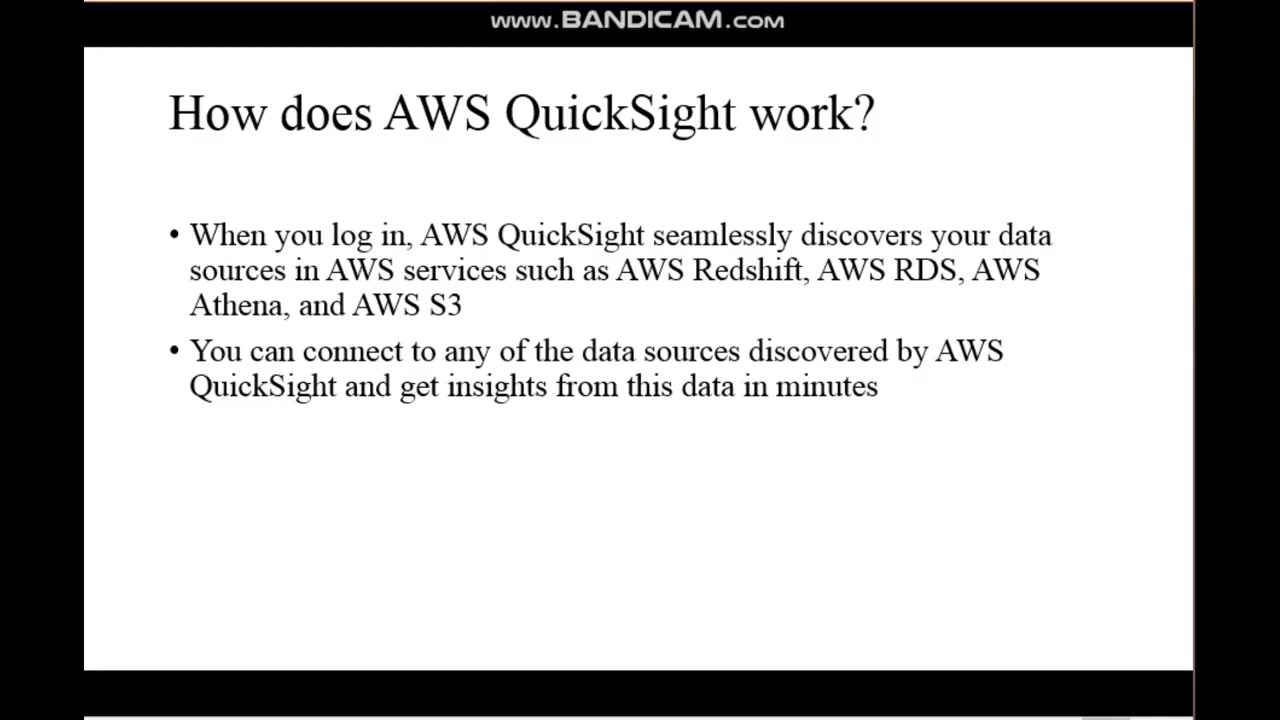 www.BANDICAM.com
How does AWS QuickSight work?
• When you log in, AWS QuickSight seamlessly discovers your data
sources in AWS services such as AWS Redshift, AWS RDS, AWS
Athena, and AWS S3
• You can connect to any of the data sources discovered by AWS
QuickSight and get insights from this data in minutes